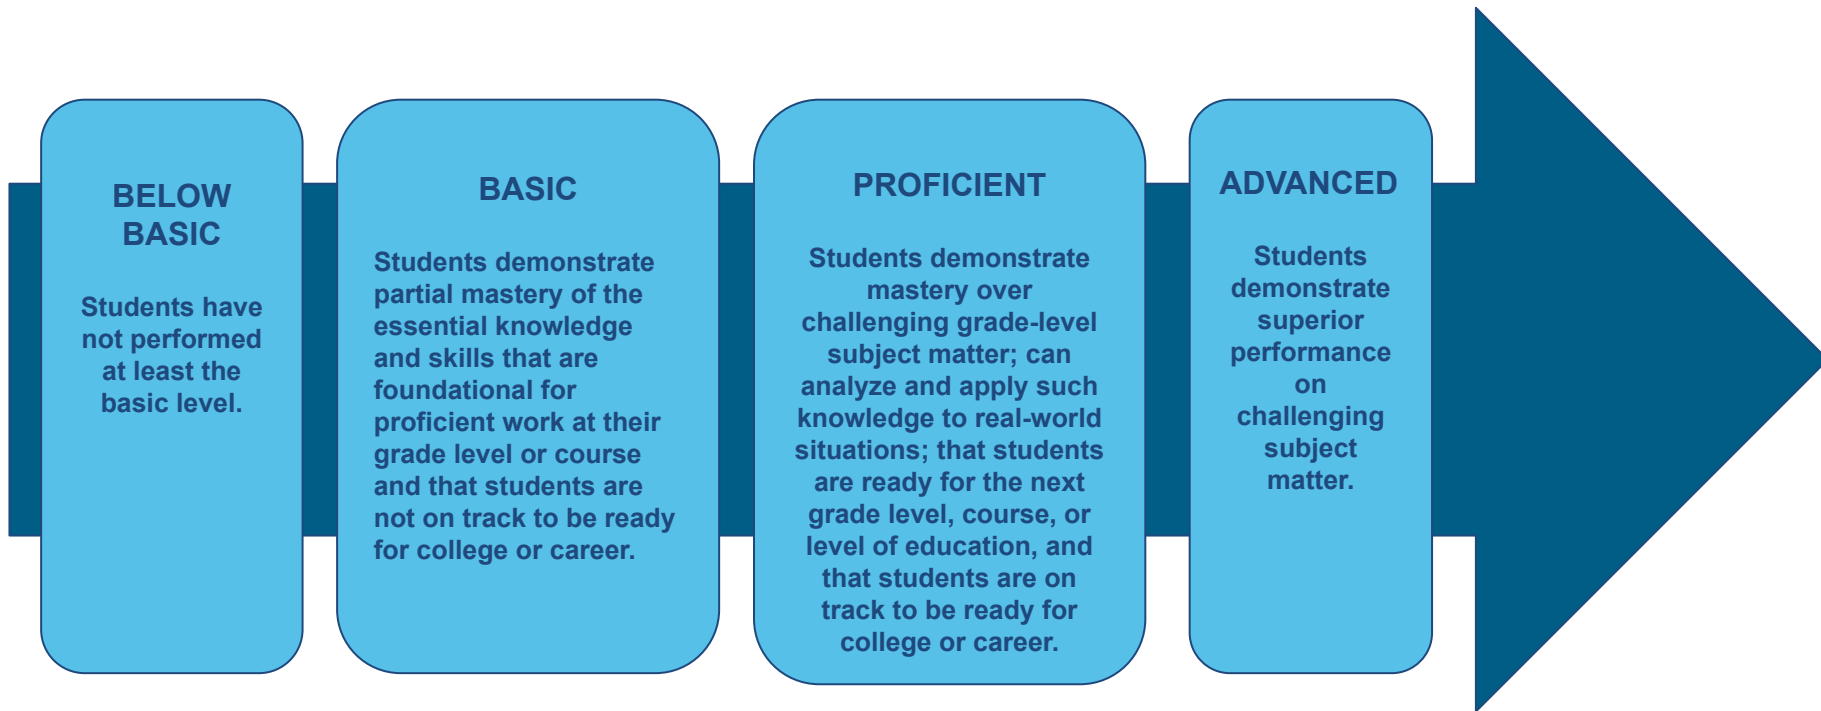 BELOW
BASIC
Students have
not performed
at least the
basic level.
BASIC
Students demonstrate
partial mastery of the
essential knowledge
and skills that are
foundational for
proficient work at their
grade level or course
and that students are
not on track to be ready
for college or career.
PROFICIENT
Students demonstrate
mastery over
challenging grade-level
subject matter; can
analyze and apply such
knowledge to real-world
situations; that students
are ready for the next
grade level, course, or
level of education, and
that students are on
track to be ready for
college or career.
ADVANCED
Students
demonstrate
superior
performance
on
challenging
subject
matter.